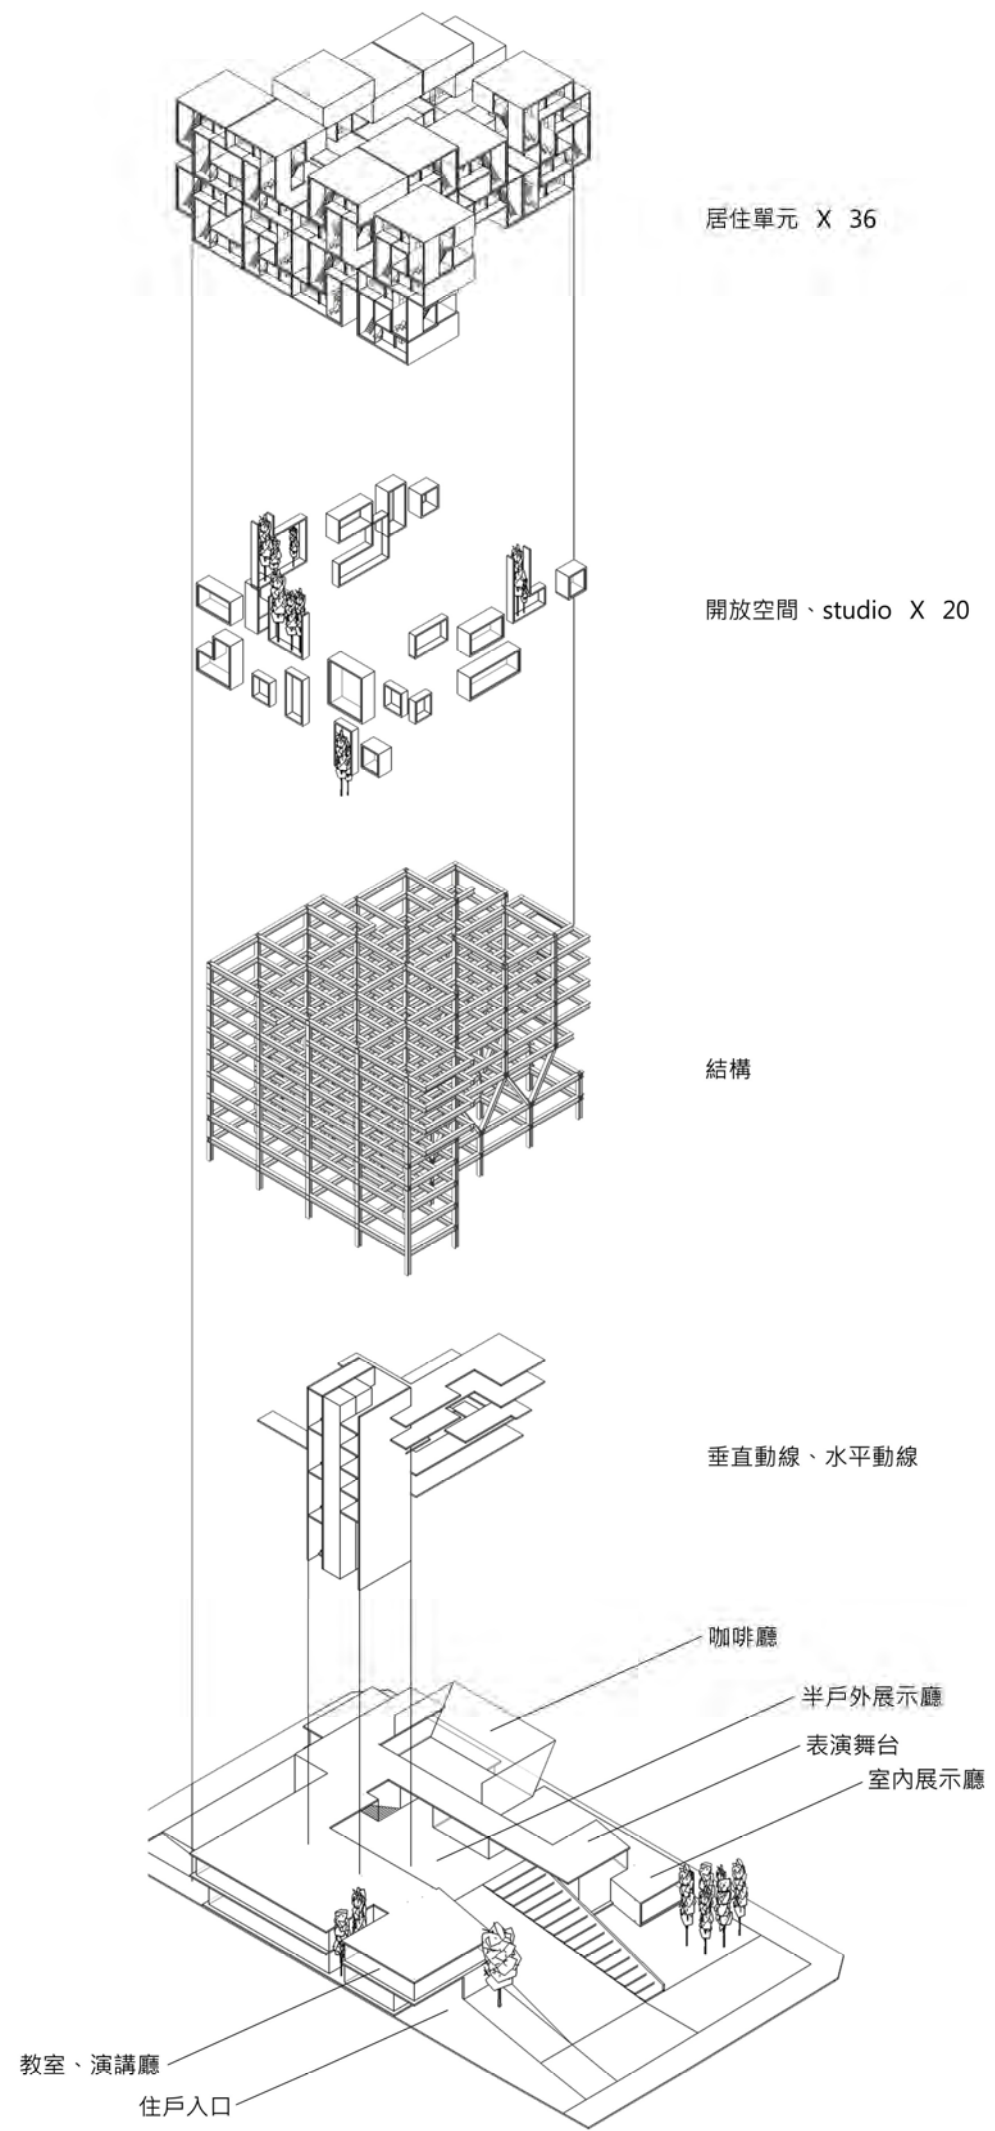 居住單元 X 36
開放空間、studio X 20
結構
垂直動線、水平動線
咖啡廳
半戶外展示廳
表演舞台
室內展示廳
教室、演講廳
住戶入口